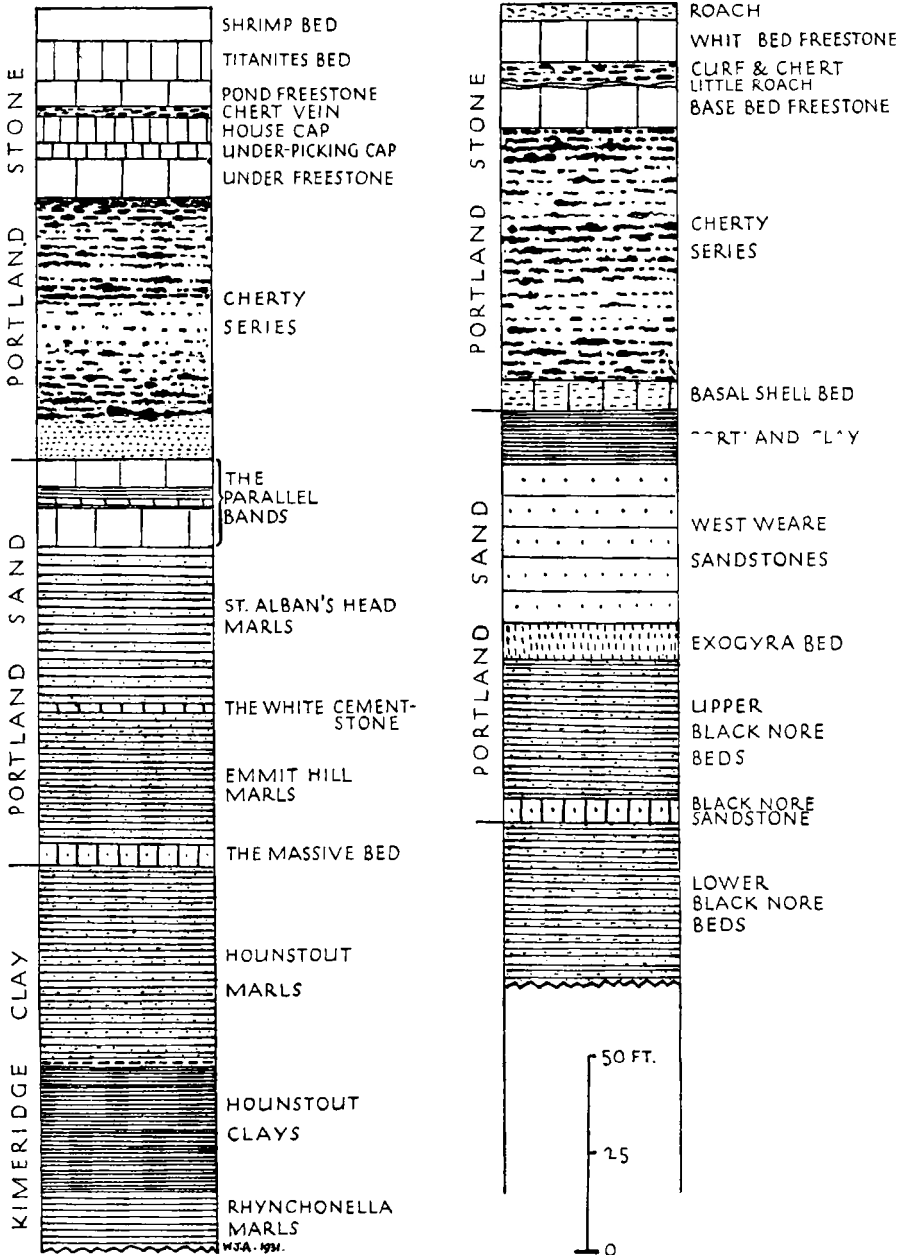 PORTLAND STONE
SHRIMP BED
TITANITES BED
POND FREESTONE
CHERT VEIN
HOUSE CAP
UNDER-PICKING CAP
UNDER FREESTONE
CHERTY
SERIES
PORTLAND SAND
THE
PARALLEL
BANDS
ST. ALBAN'S HEAD
MARLS
THE WHITE CEMENT-
STONE
EMMIT HILL
MARLS
THE MASSIVE BED
KIMERIDGE CLAY
HOUNSTOUT
MARLS
HOUNSTOUT
CLAYS
RHYNCHONELLA
MARLS
W.J.A. 1931.
PORTLAND STONE
ROACH
WHIT BED FREESTONE
CURF & CHERT
LITTLE ROACH
BASE BED FREESTONE
CHERTY
SERIES
BASAL SHELL BED
PORTLAND SAND
WEST WEARE
SANDSTONES
EXOGYRA BED
UPPER
BLACK NORE
BEDS
BLACK NORE
SANDSTONE
LOWER
BLACK NORE
BEDS
50 FT.
25
0